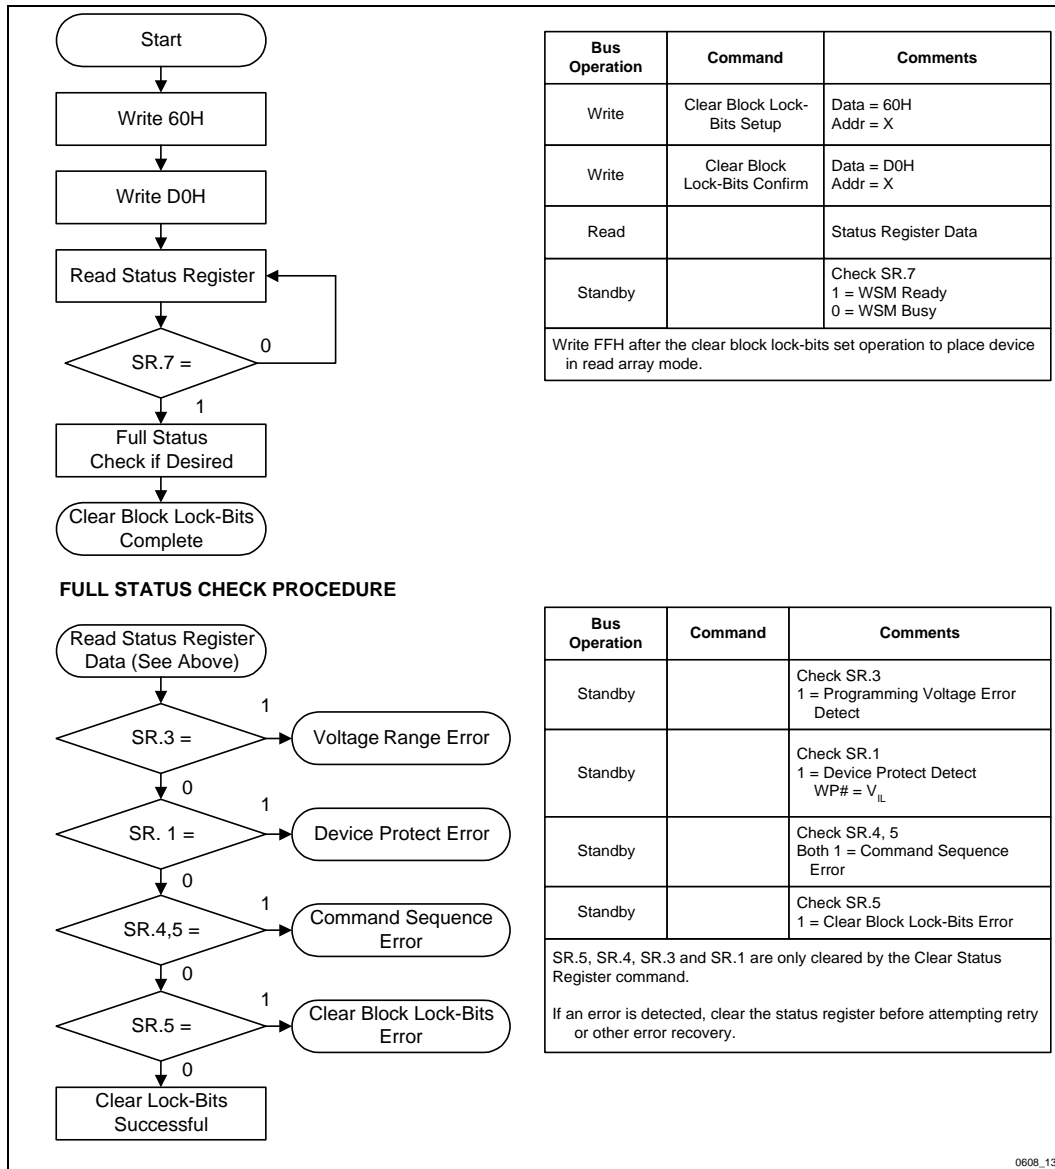 Start
Write 60H
Write D0H
Read Status Register
SR.7 =
0
1
Full Status
Check if Desired
Clear Block Lock-Bits
Complete
Bus
Operation
Command
Comments
Write
Clear Block Lock-
Bits Setup
Data = 60H
Addr = X
Write
Clear Block
Lock-Bits Confirm
Data = D0H
Addr = X
Read
Status Register Data
Standby
Check SR.7
1 = WSM Ready
0 = WSM Busy
Write FFH after the clear block lock-bits set operation to place device
in read array mode.
FULL STATUS CHECK PROCEDURE
Read Status Register
Data (See Above)
SR.3 =
1
Voltage Range Error
0
SR. 1 =
1
Device Protect Error
0
SR.4,5 =
1
Command Sequence
Error
0
SR.5 =
1
Clear Block Lock-Bits
Error
0
Clear Lock-Bits
Successful
Bus
Operation
Command
Comments
Standby
Check SR.3
1 = Programming Voltage Error
Detect
Standby
Check SR.1
1 = Device Protect Detect
WP# = VIL
Standby
Check SR.4, 5
Both 1 = Command Sequence
Error
Standby
Check SR.5
1 = Clear Block Lock-Bits Error
SR.5, SR.4, SR.3 and SR.1 are only cleared by the Clear Status
Register command.
If an error is detected, clear the status register before attempting retry
or other error recovery.
0608_13